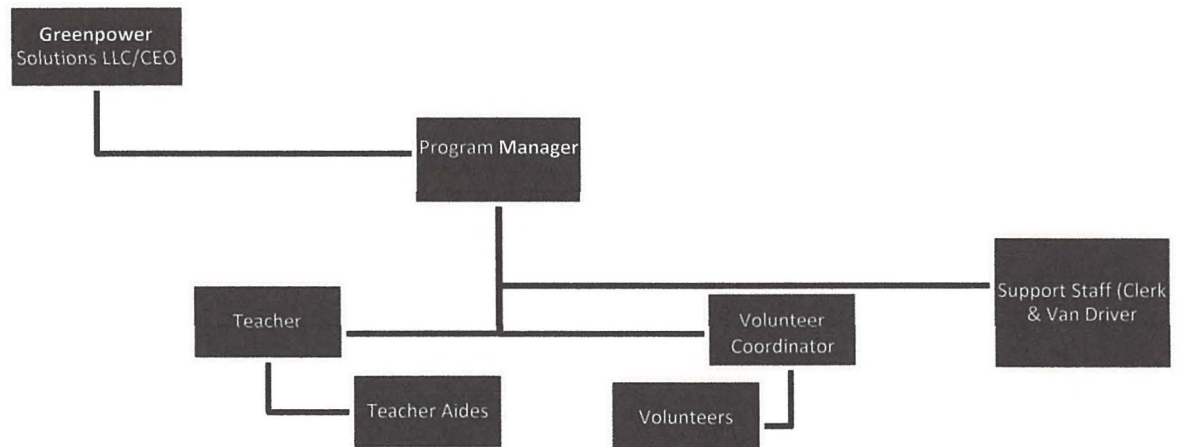 Greenpower
Solutions LLC/CEO
Program Manager
Support Staff (Clerk
& Van Driver
Teacher
Volunteer
Coordinator
Teacher Aides
Volunteers